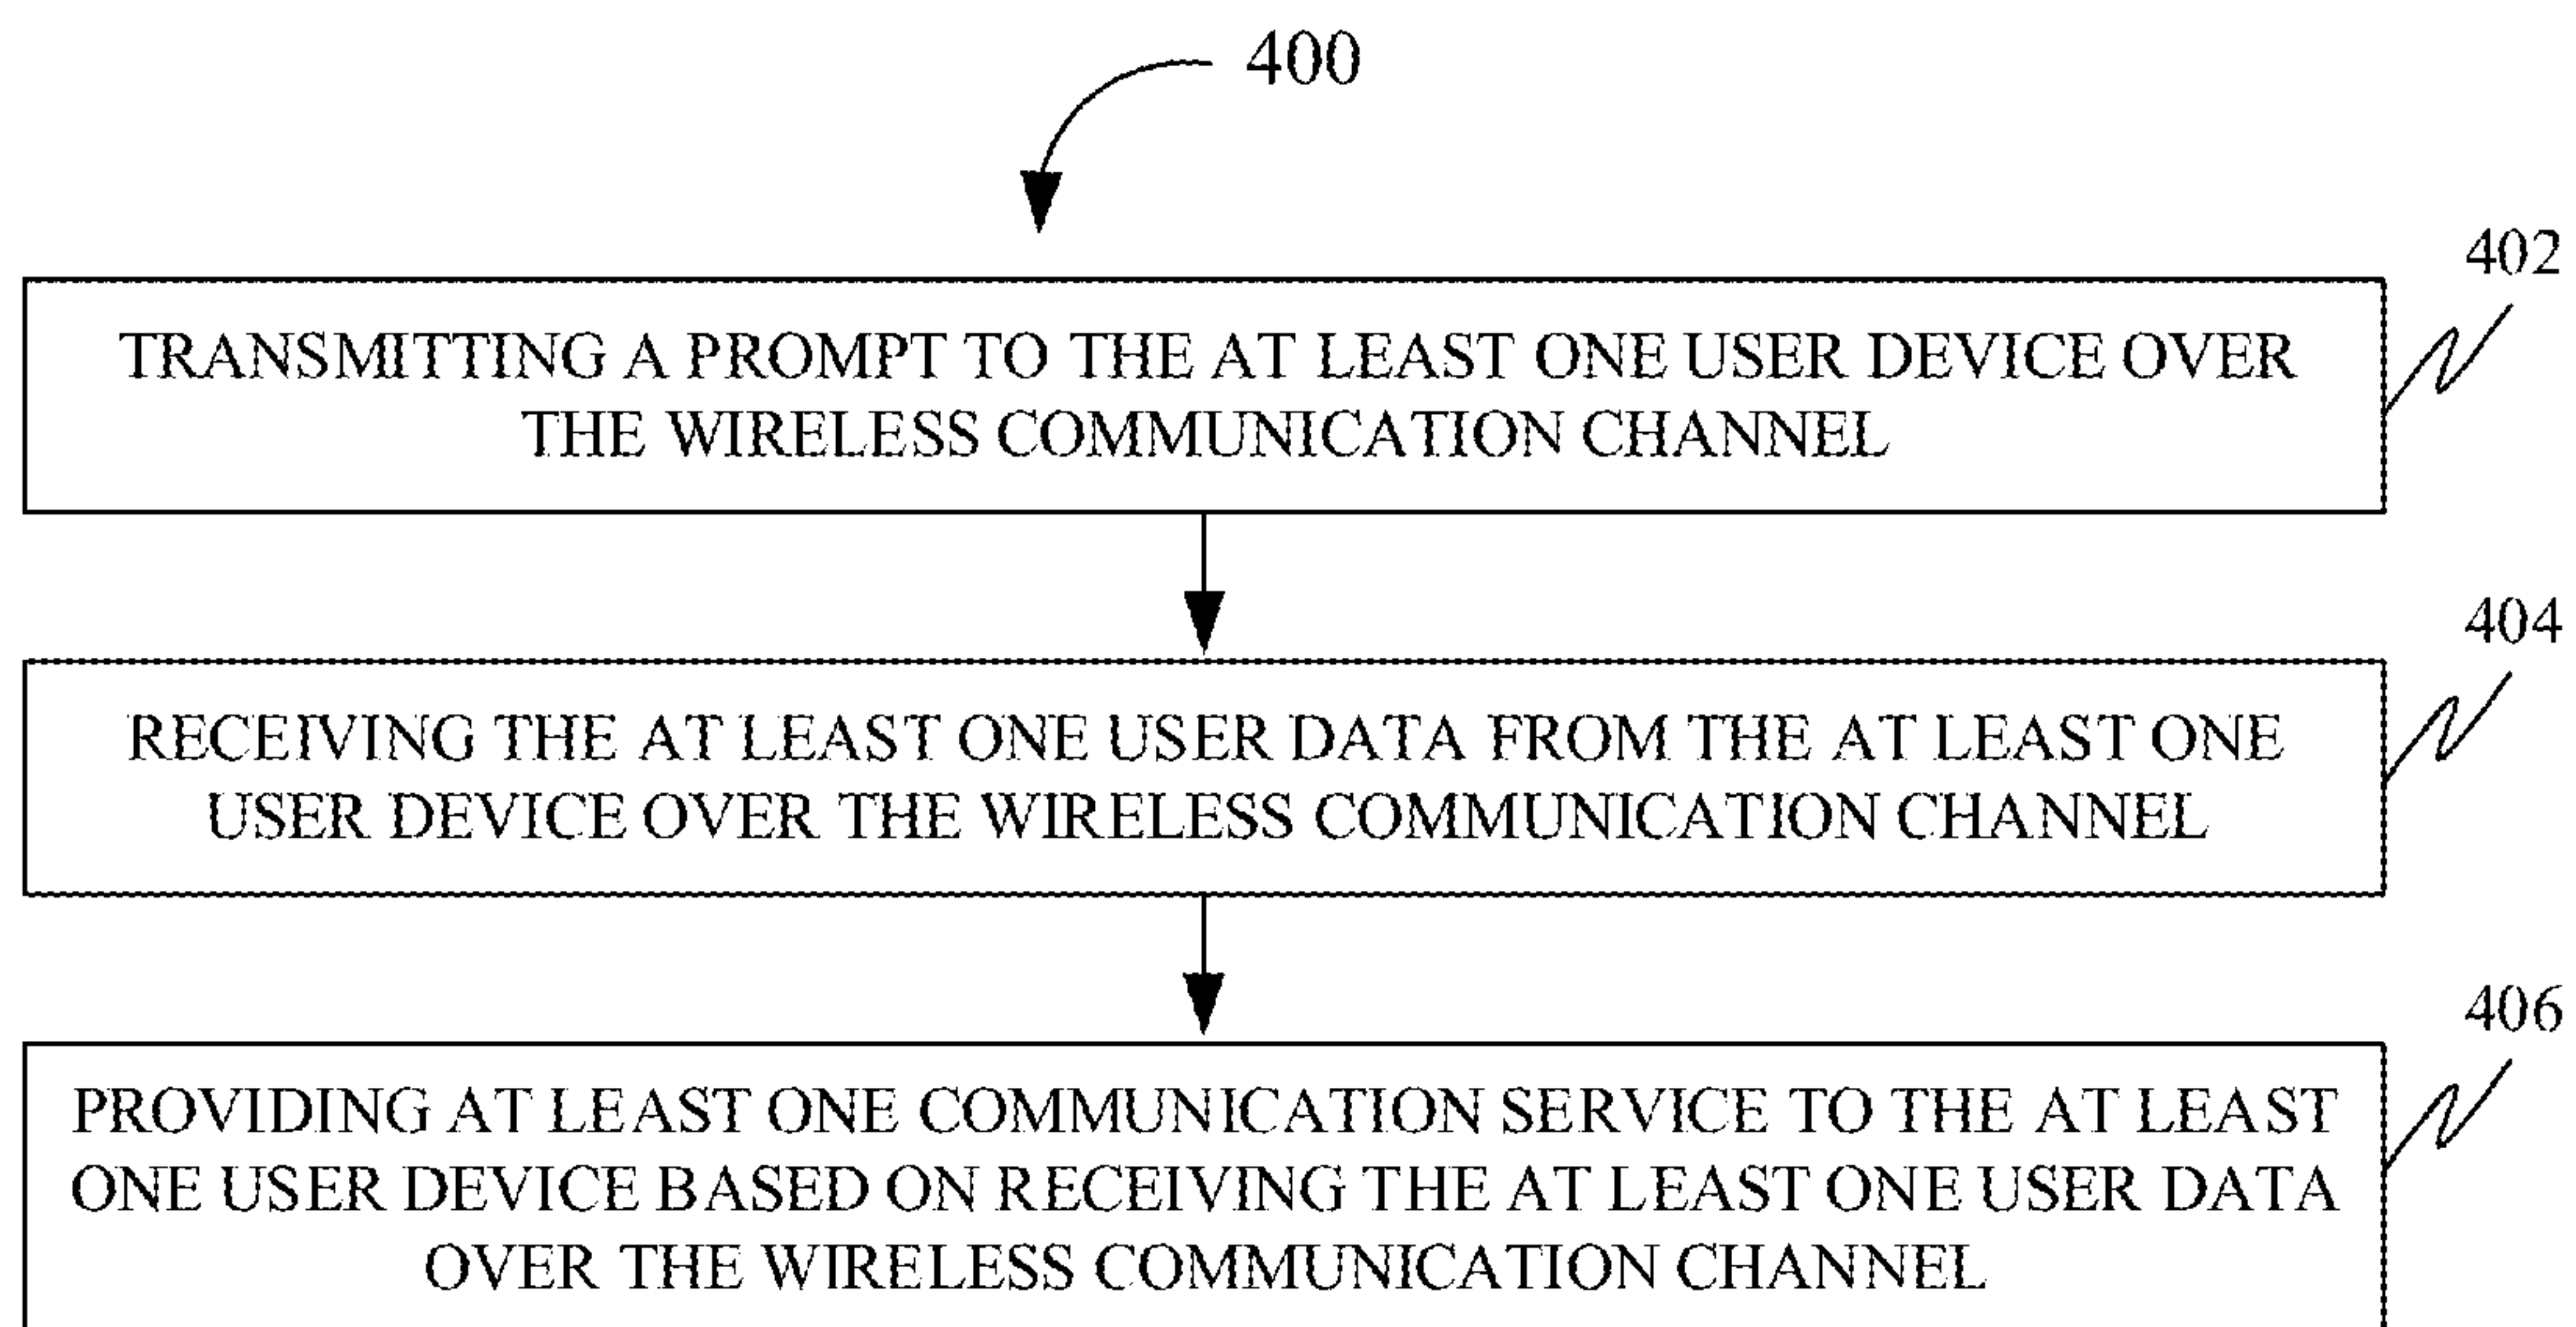 400
402
TRANSMITTING A PROMPT TO THE AT LEAST ONE USER DEVICE OVER
THE WIRELESS COMMUNICATION CHANNEL
404
RECEIVING THE AT LEAST ONE USER DATA FROM THE AT LEAST ONE
USER DEVICE OVER THE WIRELESS COMMUNICATION CHANNEL
406
PROVIDING AT LEAST ONE COMMUNICATION SERVICE TO THE AT LEAST
ONE USER DEVICE BASED ON RECEIVING THE AT LEAST ONE USER DATA
OVER THE WIRELESS COMMUNICATION CHANNEL